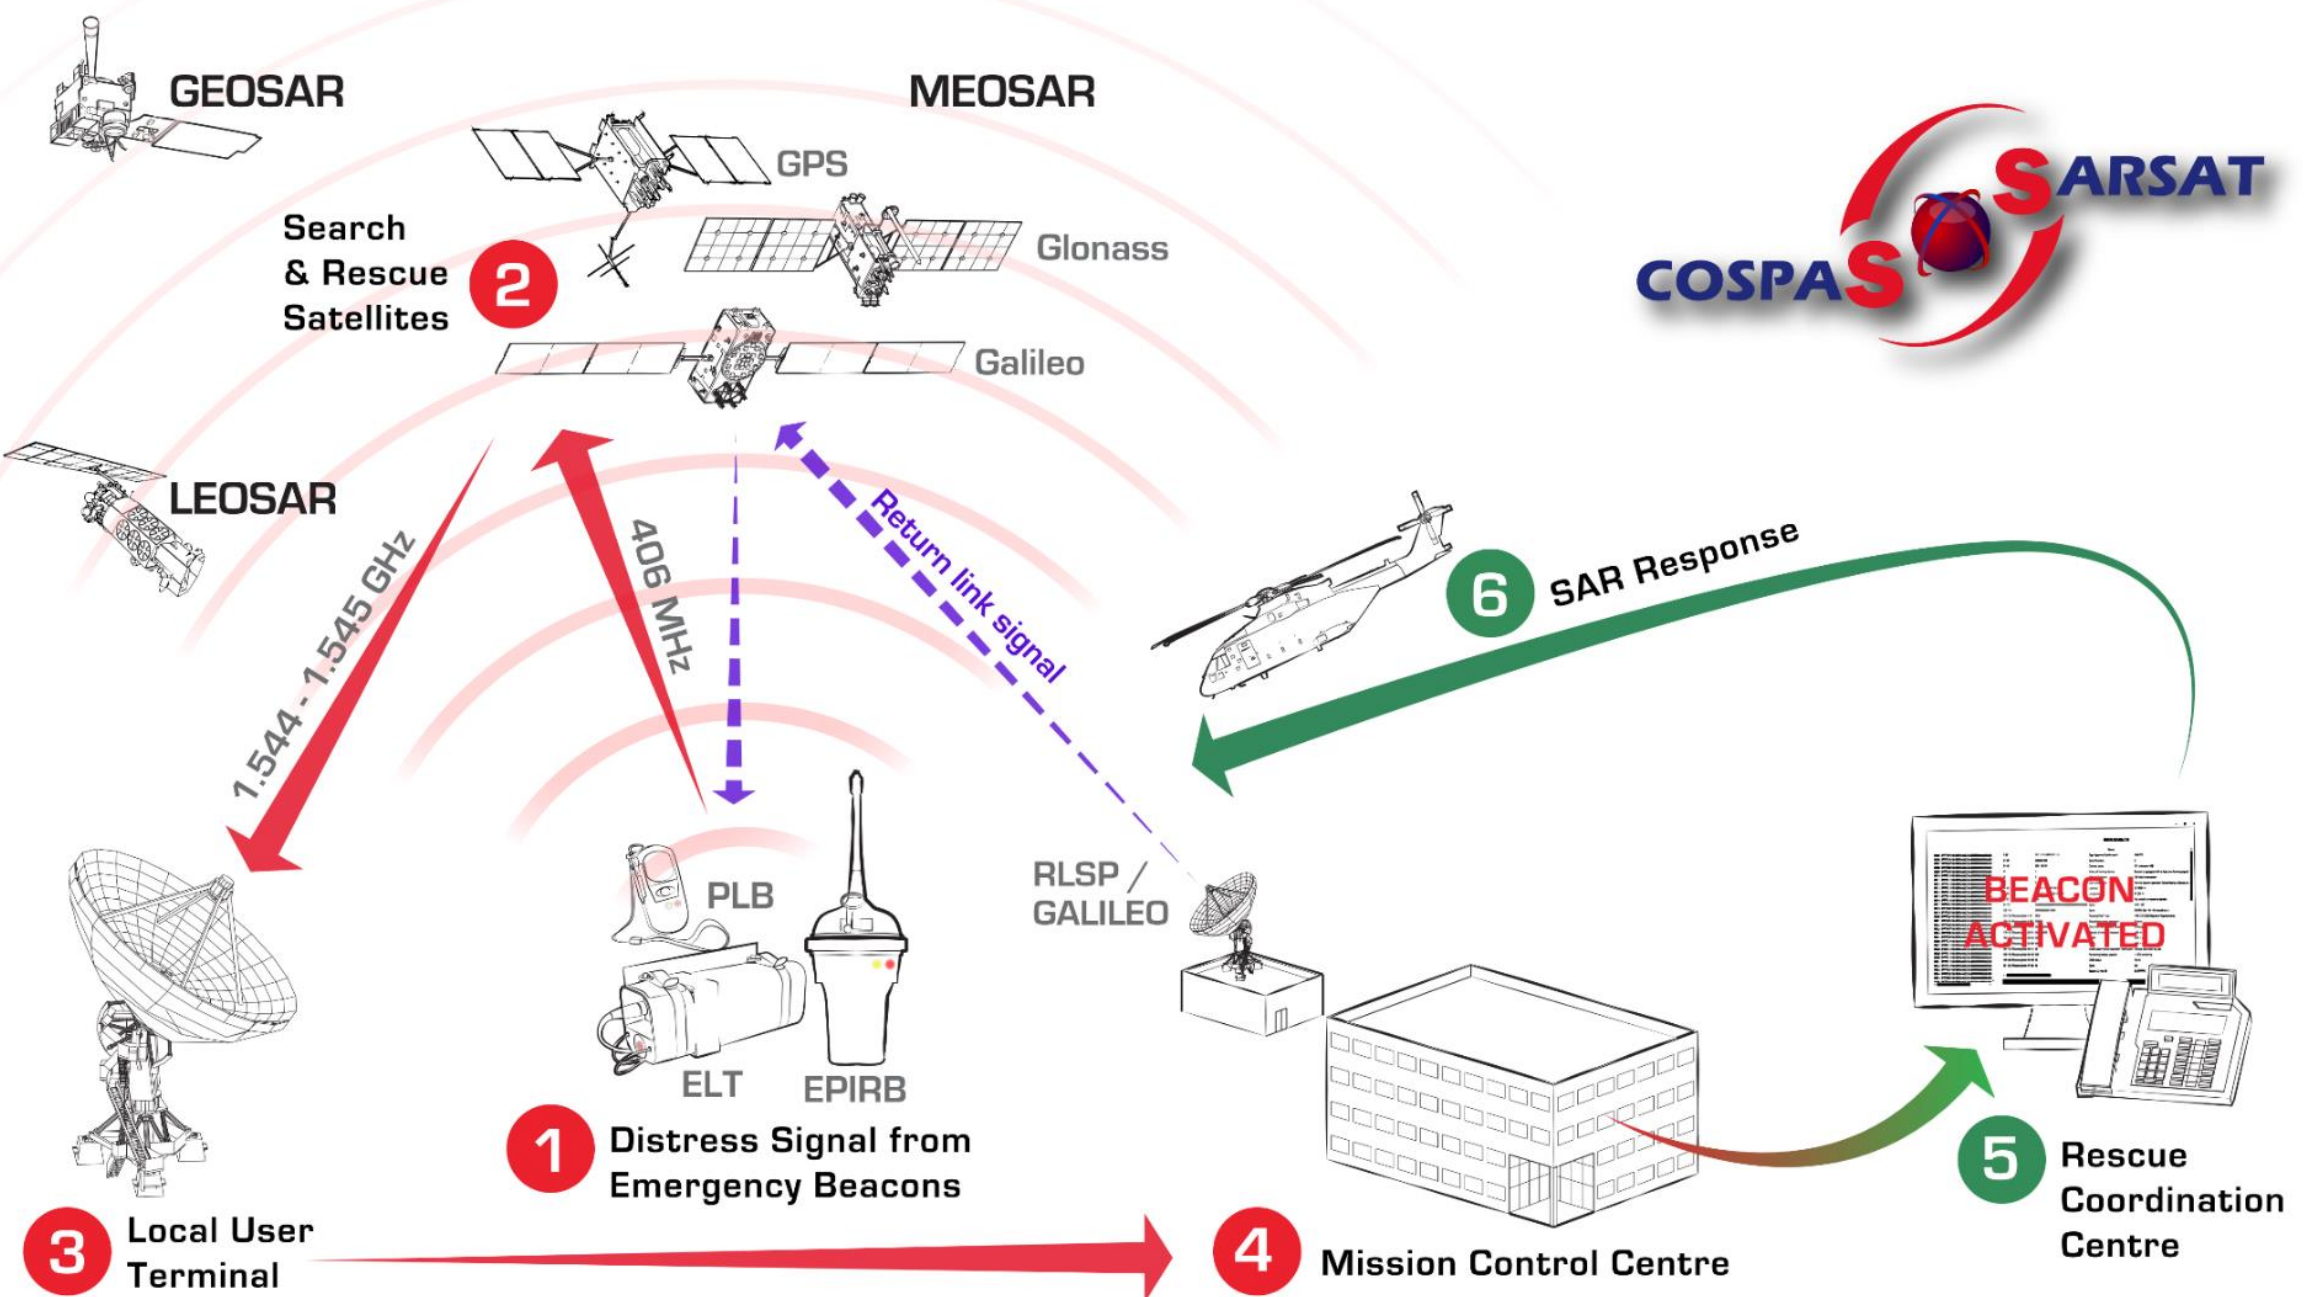 GEOSAR
MEOSAR
GPS
Glonass
Galileo
Search
& Rescue
Satellites
2
COSPAS
SARSAT
LEOSAR
1.544 - 1.545 GHz
406 MHz
Return link signal
6
SAR Response
PLB
ELT
EPIRB
RLSP /
GALILEO
BEACON
ACTIVATED
1
Distress Signal from
Emergency Beacons
3
Local User
Terminal
4
Mission Control Centre
5
Rescue
Coordination
Centre